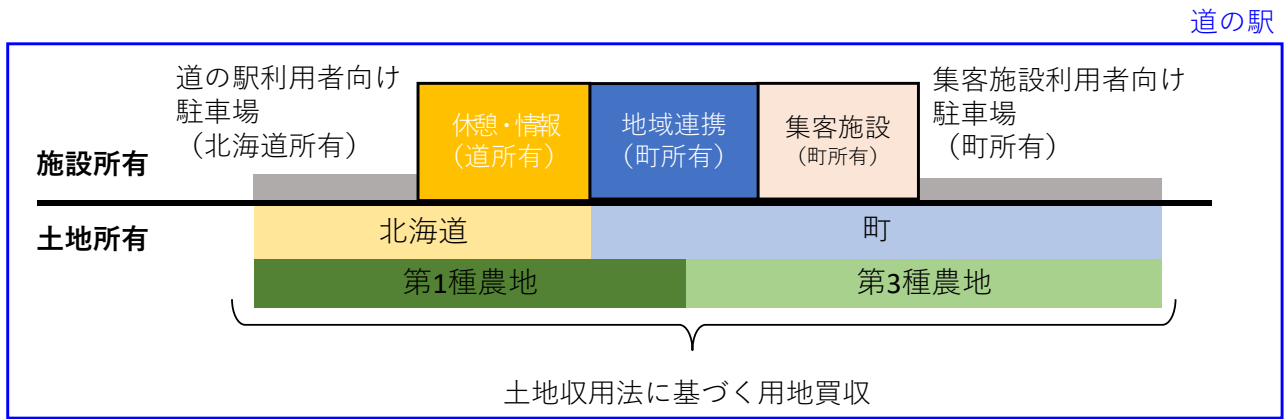 道の駅
道の駅利用者向け
駐車場
（北海道所有）
休憩・情報
（道所有）
地域連携
（町所有）
集客施設
（町所有）
集客施設利用者向け
駐車場
（町所有）
施設所有
土地所有
北海道
町
第1種農地
第3種農地
土地収用法に基づく用地買収